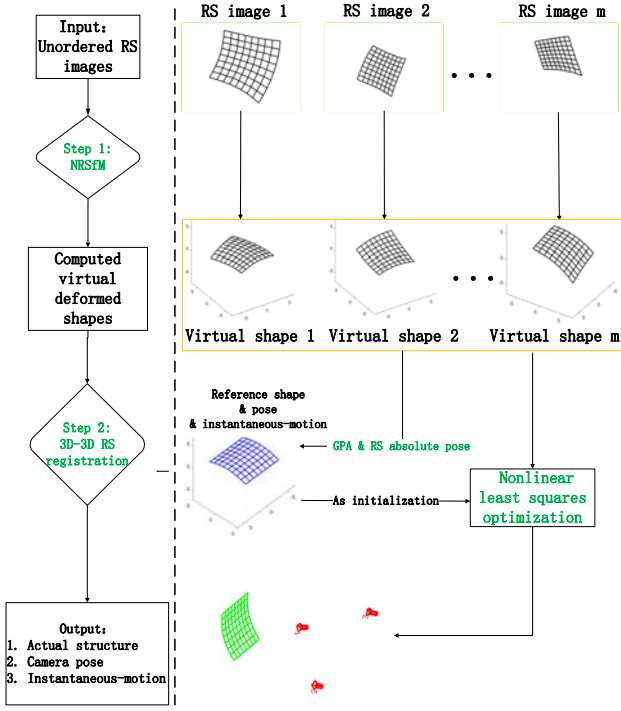 Input:
Unordered RS
images
Step 1:
NRSfM
Computed
virtual
deformed
shapes
Step 2:
3D-3D RS
registration
Output:
1. Actual structure
2. Camera pose
3. Instantaneous-motion
RS image 1
RS image 2
RS image m
Virtual shape 1
Virtual shape 2
Virtual shape m
Reference shape
& pose
& instantaneous-motion
GPA & RS absolute pose
As initialization
Nonlinear
least squares
optimization